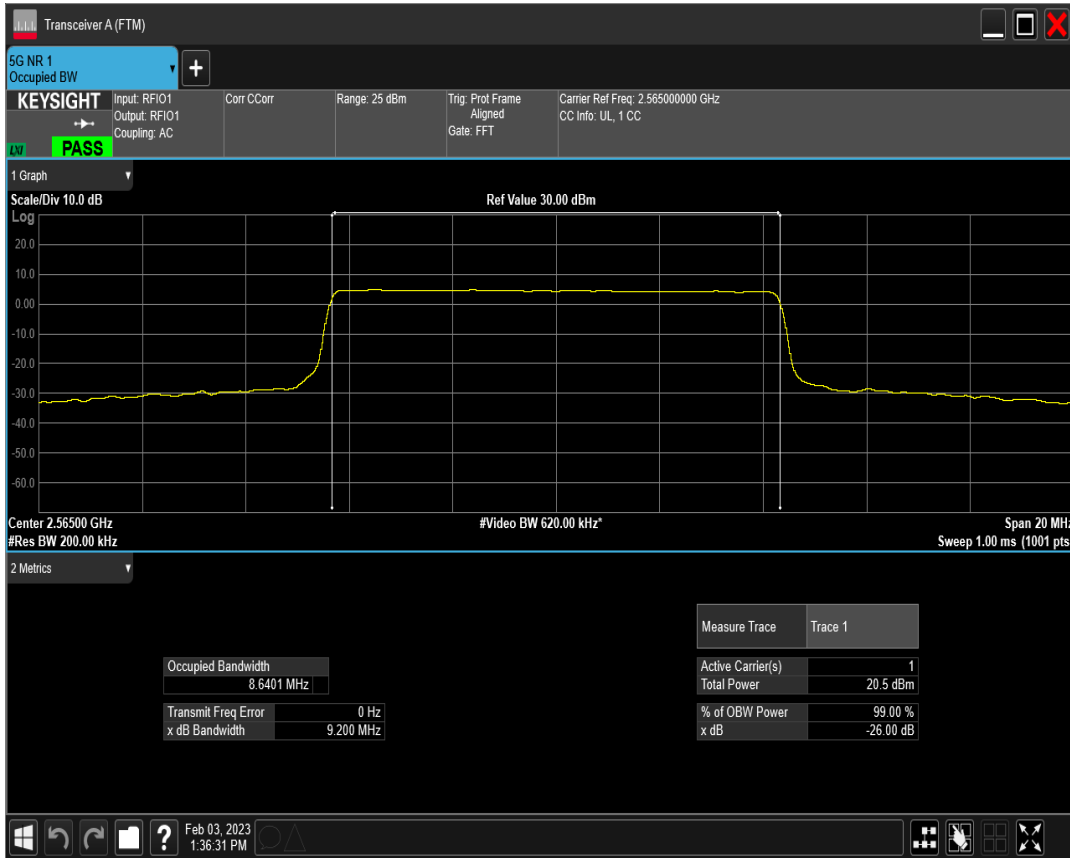 Transceiver A (FTM)
5G NR 1
Occupied BW
+
KEYSIGHT
Input: RFIO1
Output: RFIO1
Coupling: AC
Corr CCorr
Range: 25 dBm
Trig: Prot Frame
Aligned
Gate: FFT
Carrier Ref Freq: 2.565000000 GHz
CC Info: UL, 1 CC
LXI
PASS
1 Graph
Scale/Div 10.0 dB
Ref Value 30.00 dBm
Log
20.0
10.0
0.00
-10.0
-20.0
-30.0
-40.0
-50.0
-60.0
Center 2.56500 GHz
#Video BW 620.00 kHz*
Span 20 MHz
#Res BW 200.00 kHz
Sweep 1.00 ms (1001 pts
2 Metrics
Measure Trace Trace 1
Occupied Bandwidth
8.6401 MHz
Active Carrier(s) 1
Total Power 20.5 dBm
Transmit Freq Error 0 Hz
x dB Bandwidth 9.200 MHz
% of OBW Power 99.00 %
x dB -26.00 dB
?
Feb 03, 2023
1:36:31 PM